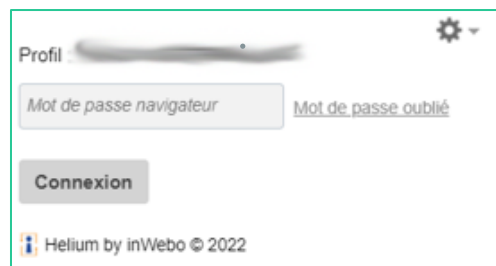 Profil :
Mot de passe navigateur Mot de passe oublié
Connexion
Helium by inWebo © 2022